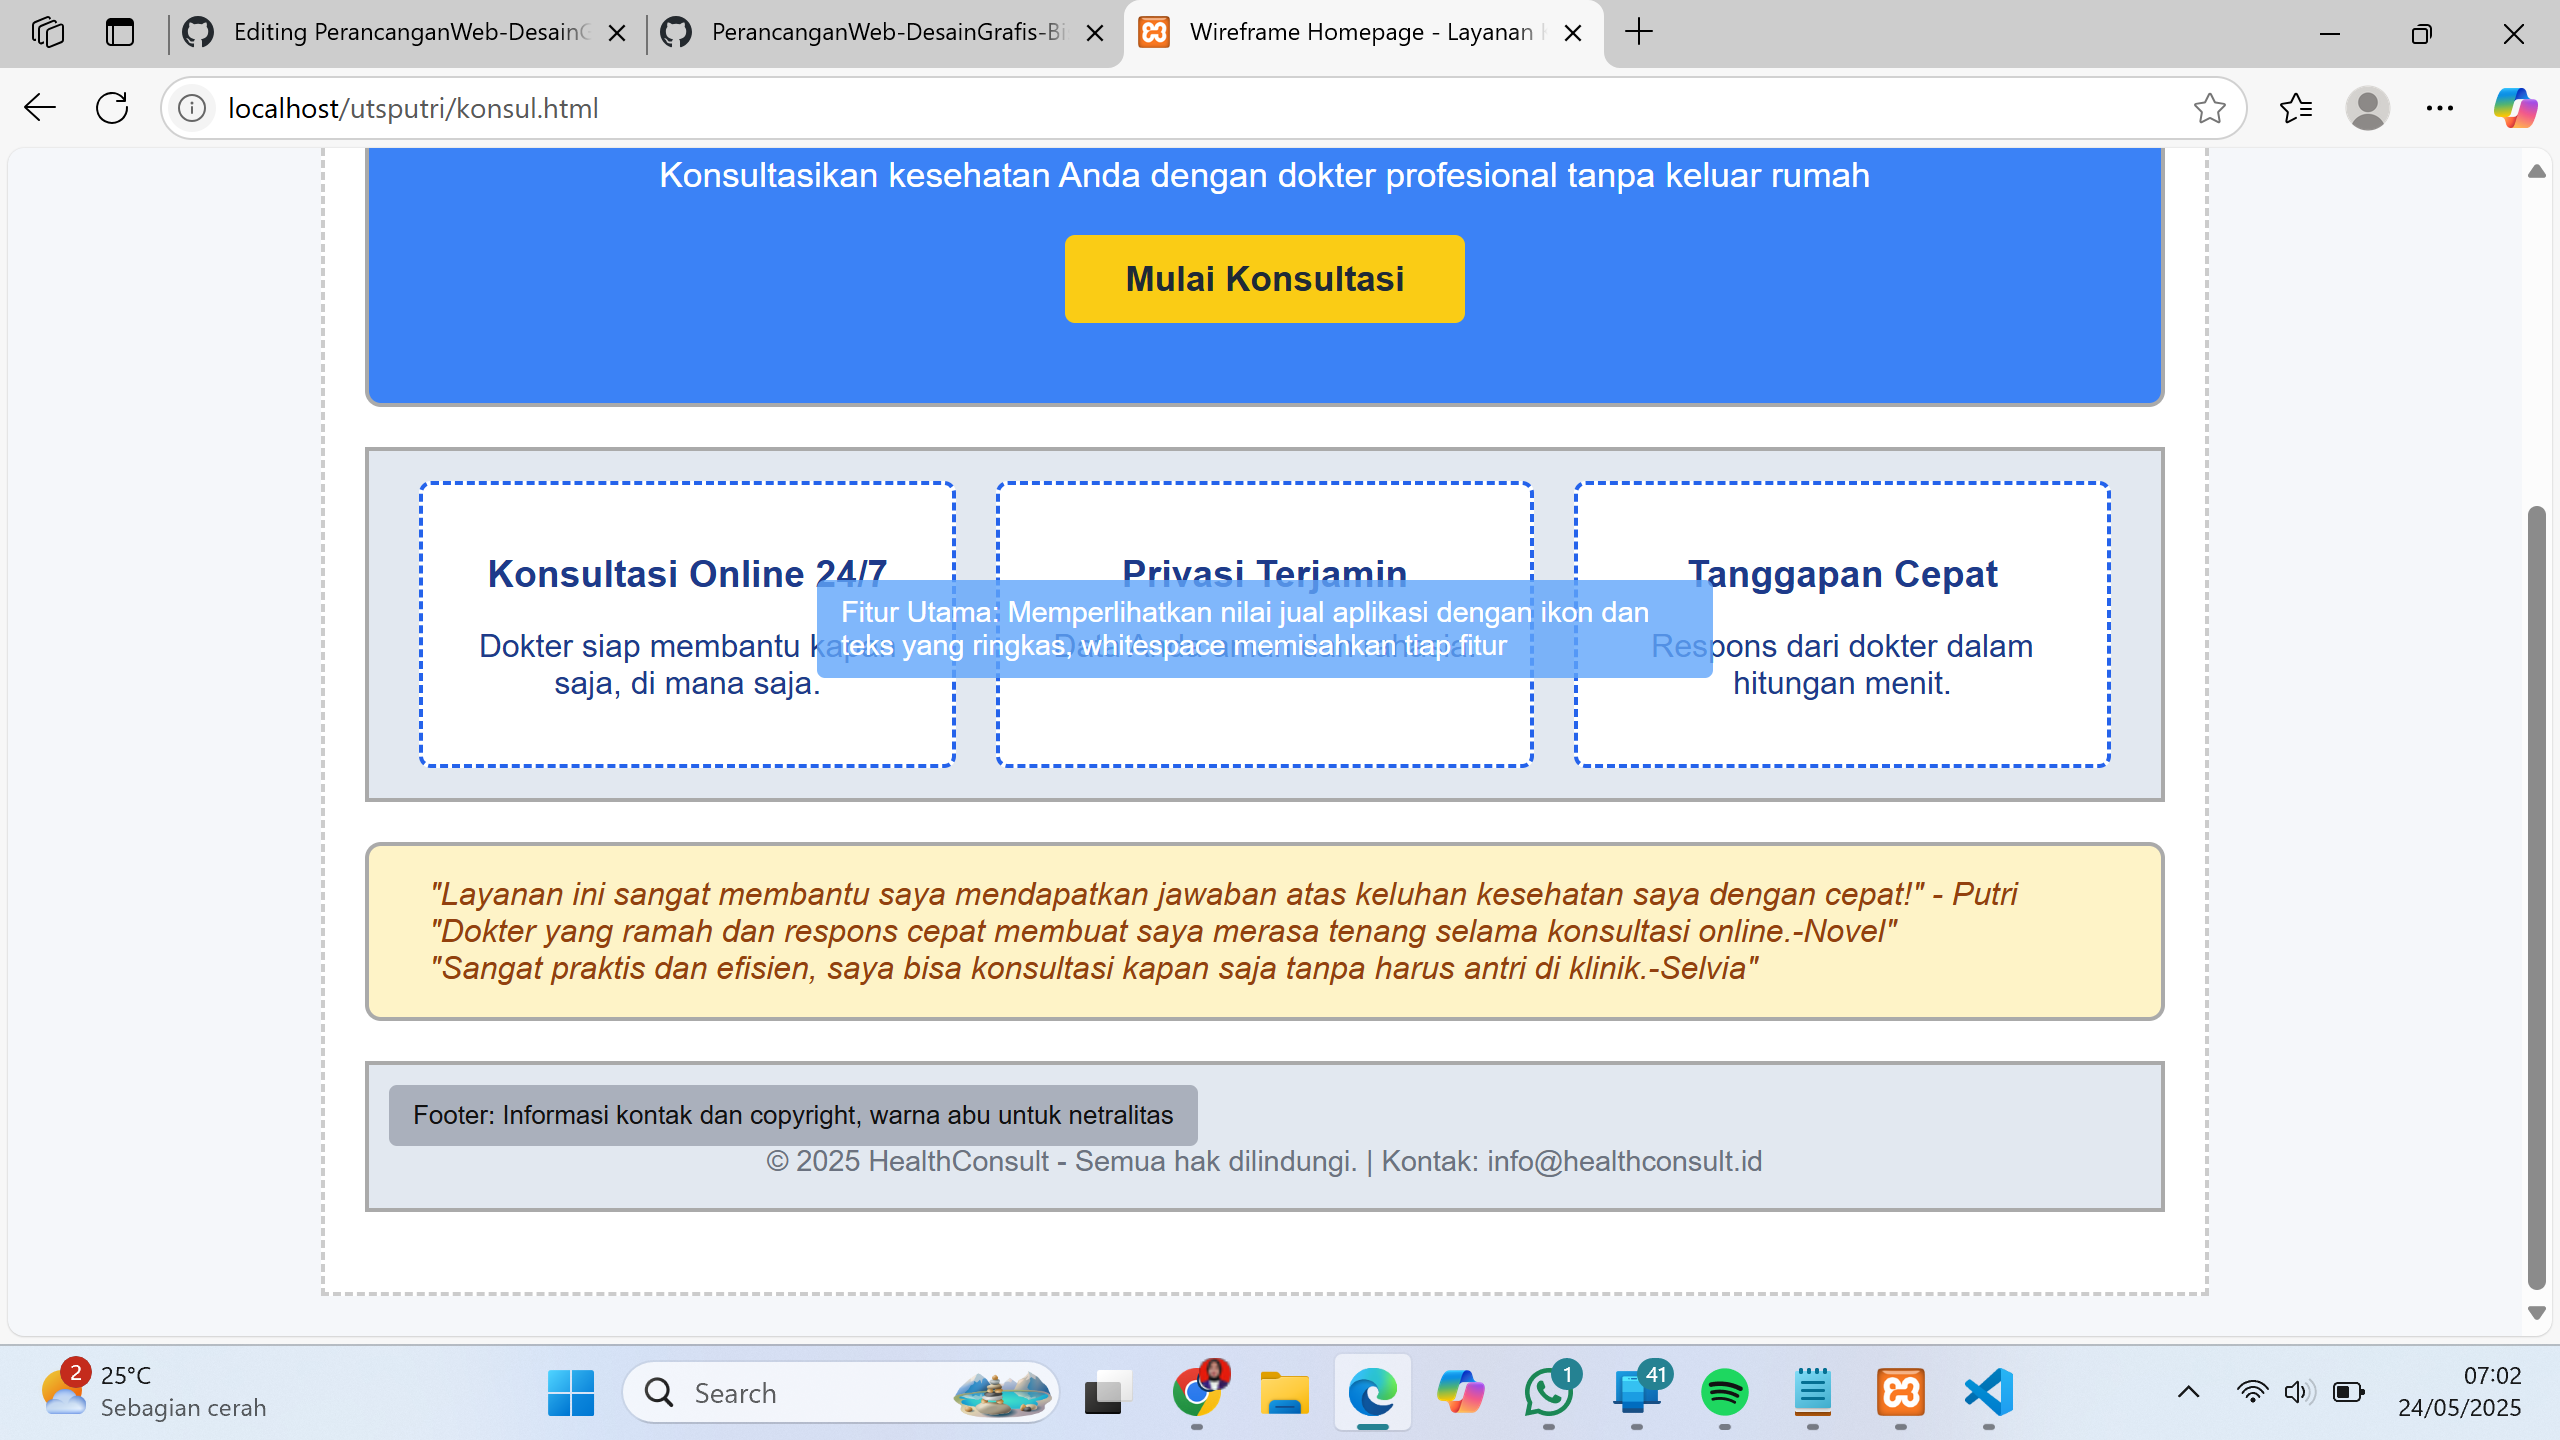 Editing PerancanganWeb-DesainG
PerancanganWeb-DesainGrafis-Bi
Wireframe Homepage - Layanan
localhost/utsputri/konsul.html
Konsultasikan kesehatan Anda dengan dokter profesional tanpa keluar rumah
Mulai Konsultasi
Konsultasi Online 24/7
Dokter siap membantu kapan
saja, di mana saja.
Privasi Terjamin
Tanggapan Cepat
Respons dari dokter dalam
hitungan menit.
Fitur Utama: Memperlihatkan nilai jual aplikasi dengan ikon dan
teks yang ringkas, whitespace memisahkan tiap fitur
"Layanan ini sangat membantu saya mendapatkan jawaban atas keluhan kesehatan saya dengan cepat!" - Putri
"Dokter yang ramah dan respons cepat membuat saya merasa tenang selama konsultasi online.-Novel"
"Sangat praktis dan efisien, saya bisa konsultasi kapan saja tanpa harus antri di klinik.-Selvia"
Footer: Informasi kontak dan copyright, warna abu untuk netralitas
© 2025 HealthConsult - Semua hak dilindungi. | Kontak: info@healthconsult.id
2
25°C
Sebagian cerah
Search
1
41
07:02
24/05/2025